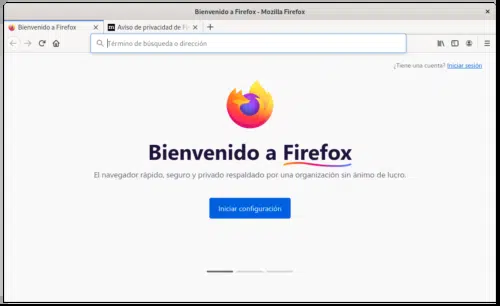 Bienvenido a Firefox - Mozilla Firefox
Bienvenido a Firefox
Aviso de privacidad de Fi
Término de búsqueda o dirección
¿Tiene una cuenta? Iniciar sesión
Bienvenido a Firefox
El navegador rápido, seguro y privado respaldado por una organización sin ánimo de lucro.
Iniciar configuración